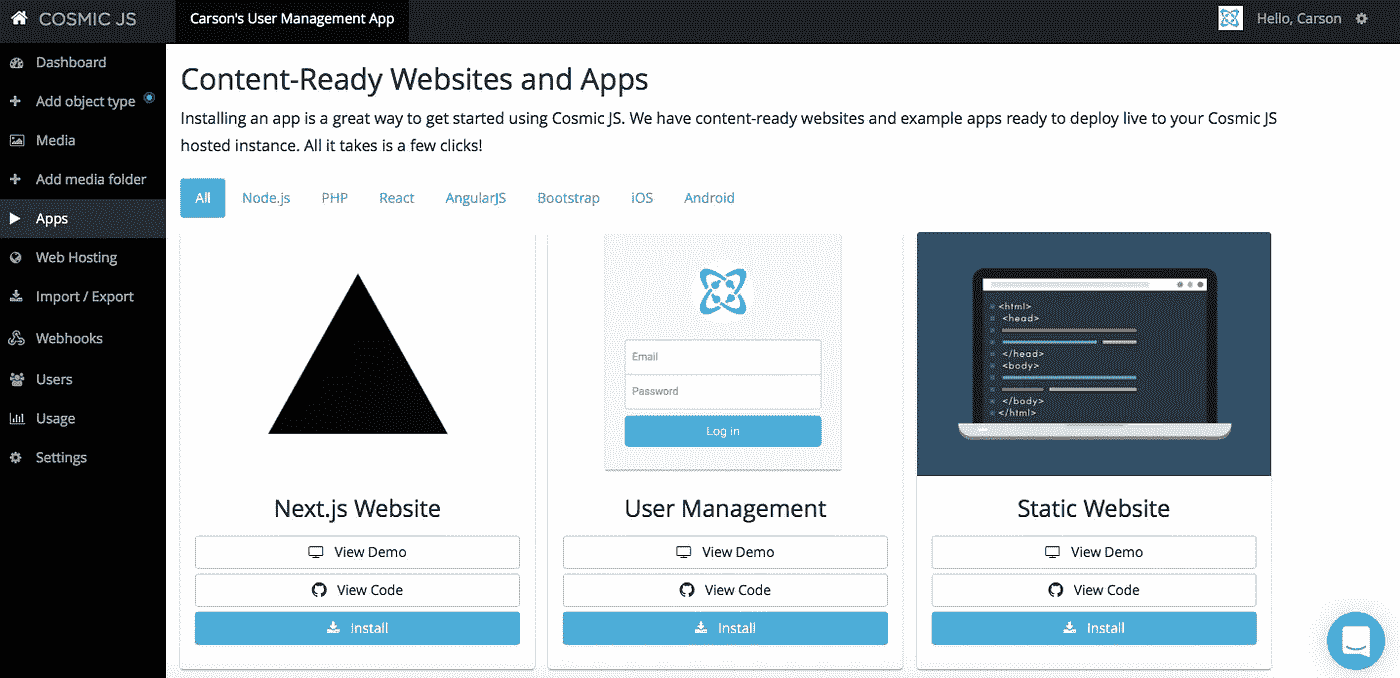 COSMIC JS
Carson's User Management App
Hello, Carson
Dashboard
Add object type
Media
Add media folder
Apps
Web Hosting
Import / Export
Webhooks
Users
Usage
Settings
Content-Ready Websites and Apps
Installing an app is a great way to get started using Cosmic JS. We have content-ready websites and example apps ready to deploy live to your Cosmic JS
hosted instance. All it takes is a few clicks!
All Node.js PHP React AngularJS Bootstrap iOS Android
Next.js Website
View Demo
View Code
Install
Email
Password
Log in
User Management
View Demo
View Code
Install
<html>
<head>
</head>
<body>
</body>
</html>
Static Website
View Demo
View Code
Install